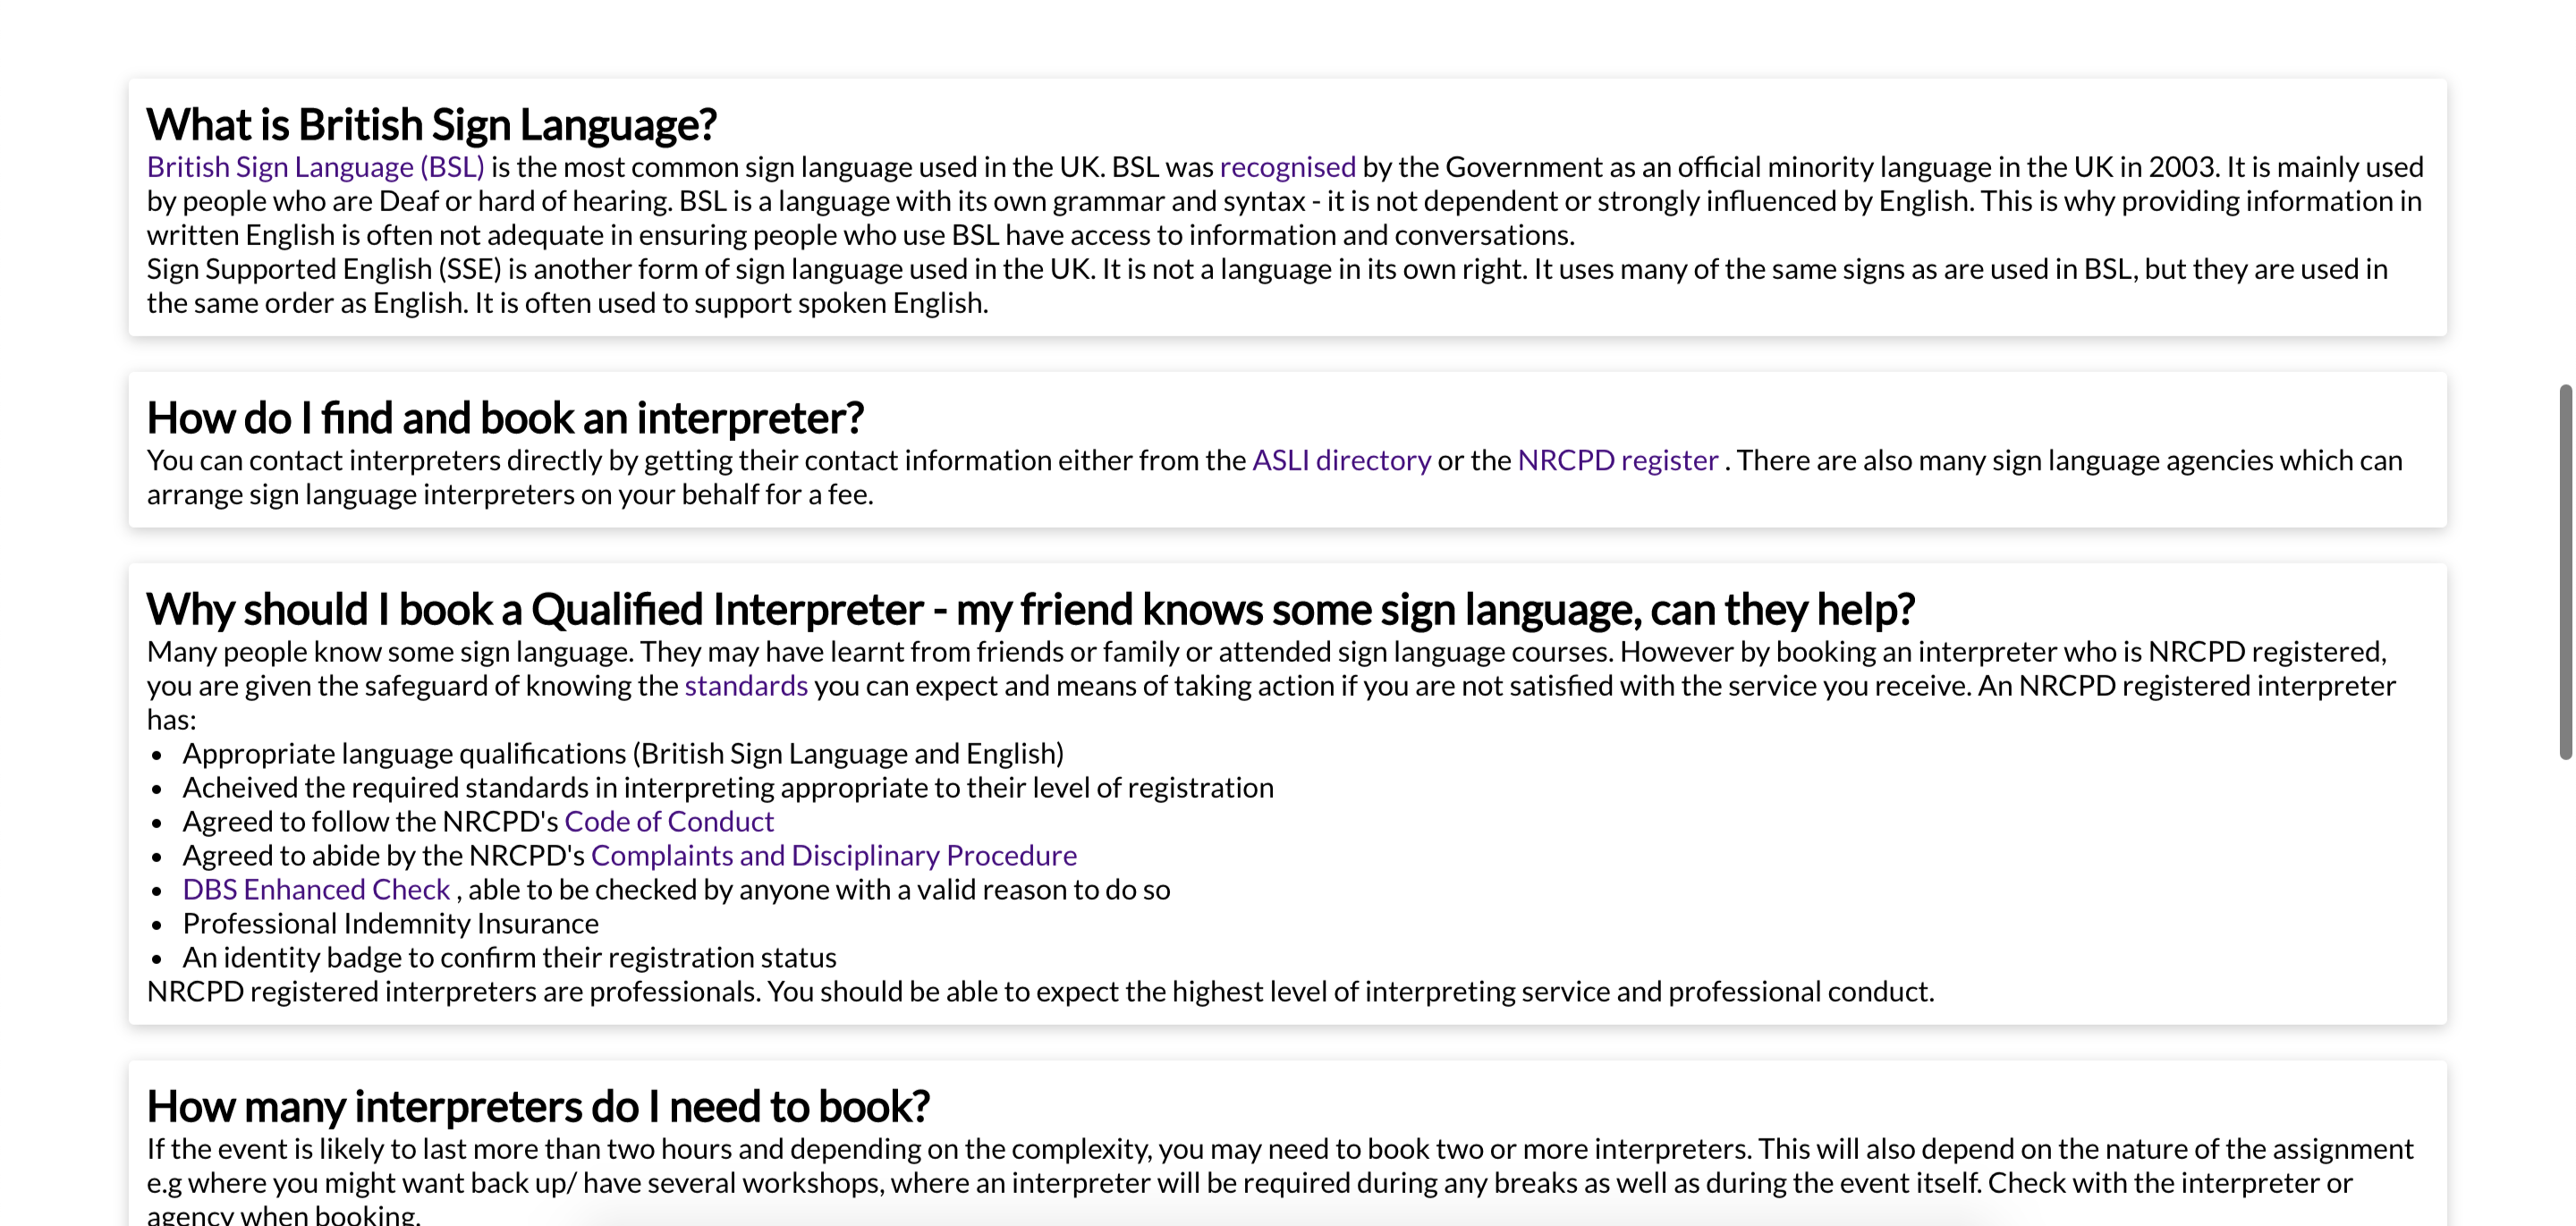 What is British Sign Language?
British Sign Language (BSL) is the most common sign language used in the UK. BSL was recognised by the Government as an official minority language in the UK in 2003. It is mainly used
by people who are Deaf or hard of hearing. BSL is a language with its own grammar and syntax - it is not dependent or strongly influenced by English. This is why providing information in
written English is often not adequate in ensuring people who use BSL have access to information and conversations.
Sign Supported English (SSE) is another form of sign language used in the UK. It is not a language in its own right. It uses many of the same signs as are used in BSL, but they are used in
the same order as English. It is often used to support spoken English.
How do I find and book an interpreter?
You can contact interpreters directly by getting their contact information either from the ASLI directory or the NRCPD register . There are also many sign language agencies which can
arrange sign language interpreters on your behalf for a fee.
Why should I book a Qualified Interpreter - my friend knows some sign language, can they help?
Many people know some sign language. They may have learnt from friends or family or attended sign language courses. However by booking an interpreter who is NRCPD registered,
you are given the safeguard of knowing the standards you can expect and means of taking action if you are not satisfied with the service you receive. An NRCPD registered interpreter
has:
• Appropriate language qualifications (British Sign Language and English)
• Acheived the required standards in interpreting appropriate to their level of registration
• Agreed to follow the NRCPD's Code of Conduct
• Agreed to abide by the NRCPD's Complaints and Disciplinary Procedure
• DBS Enhanced Check , able to be checked by anyone with a valid reason to do so
• Professional Indemnity Insurance
• An identity badge to confirm their registration status
NRCPD registered interpreters are professionals. You should be able to expect the highest level of interpreting service and professional conduct.
How many interpreters do I need to book?
If the event is likely to last more than two hours and depending on the complexity, you may need to book two or more interpreters. This will also depend on the nature of the assignment
e.g where you might want back up/ have several workshops, where an interpreter will be required during any breaks as well as during the event itself. Check with the interpreter or
agency when booking.